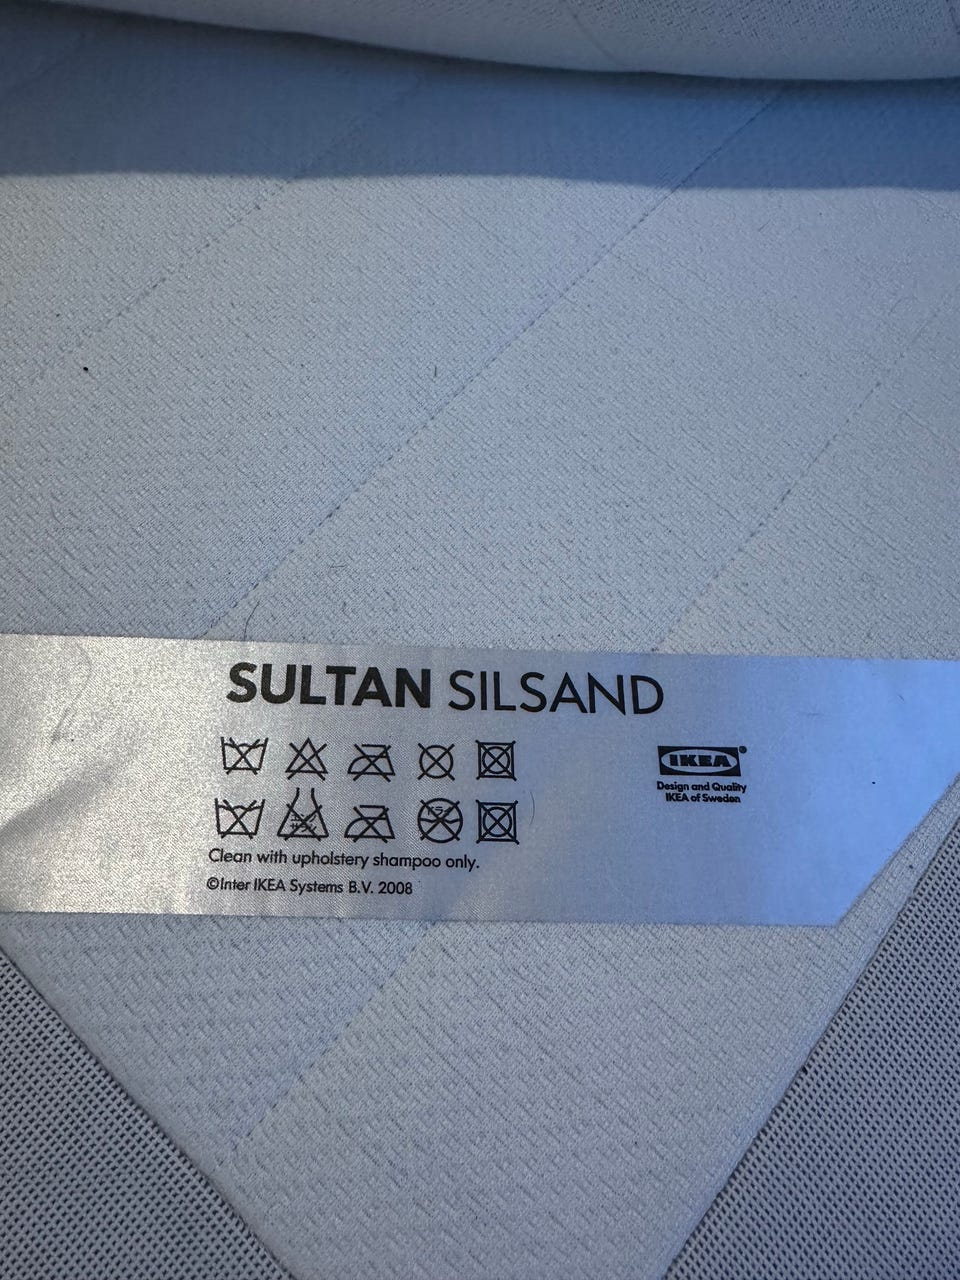 SULTAN SILSAND
IKEA®
Design and Quality
IKEA of Sweden
Clean with upholstery shampoo only.
©Inter IKEA Systems B.V. 2008